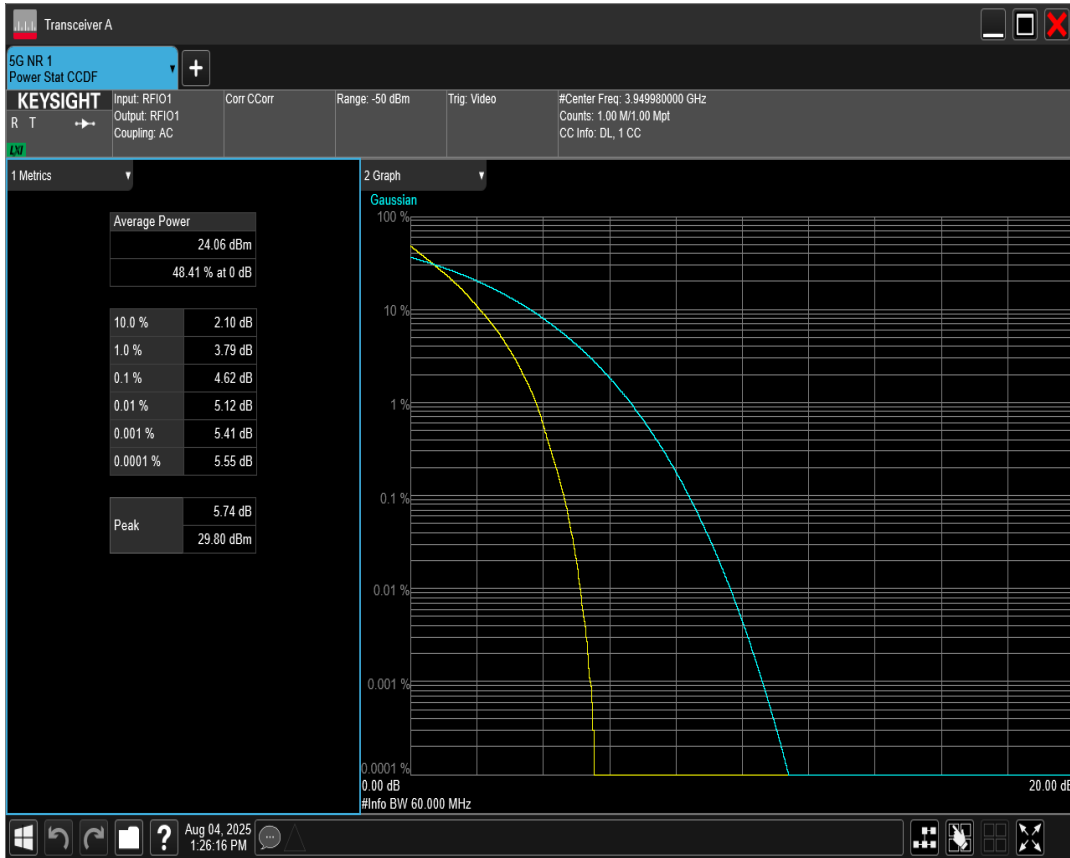 Transceiver A
5G NR 1
Power Stat CCDF
KEYSIGHT
R T
LXI
Input: RFIO1
Output: RFIO1
Coupling: AC
Corr CCorr
Range: -50 dBm
Trig: Video
#Center Freq: 3.949980000 GHz
Counts: 1.00 M/1.00 Mpt
CC Info: DL, 1 CC
1 Metrics
Average Power
24.06 dBm
48.41 % at 0 dB
10.0 % 2.10 dB
1.0 % 3.79 dB
0.1 % 4.62 dB
0.01 % 5.12 dB
0.001 % 5.41 dB
0.0001 % 5.55 dB
Peak 5.74 dB
29.80 dBm
2 Graph
Gaussian
100 %
10 %
1 %
0.1 %
0.01 %
0.001 %
0.0001 %
0.00 dB 20.00 dB
#Info BW 60.000 MHz
?
Aug 04, 2025
1:26:16 PM